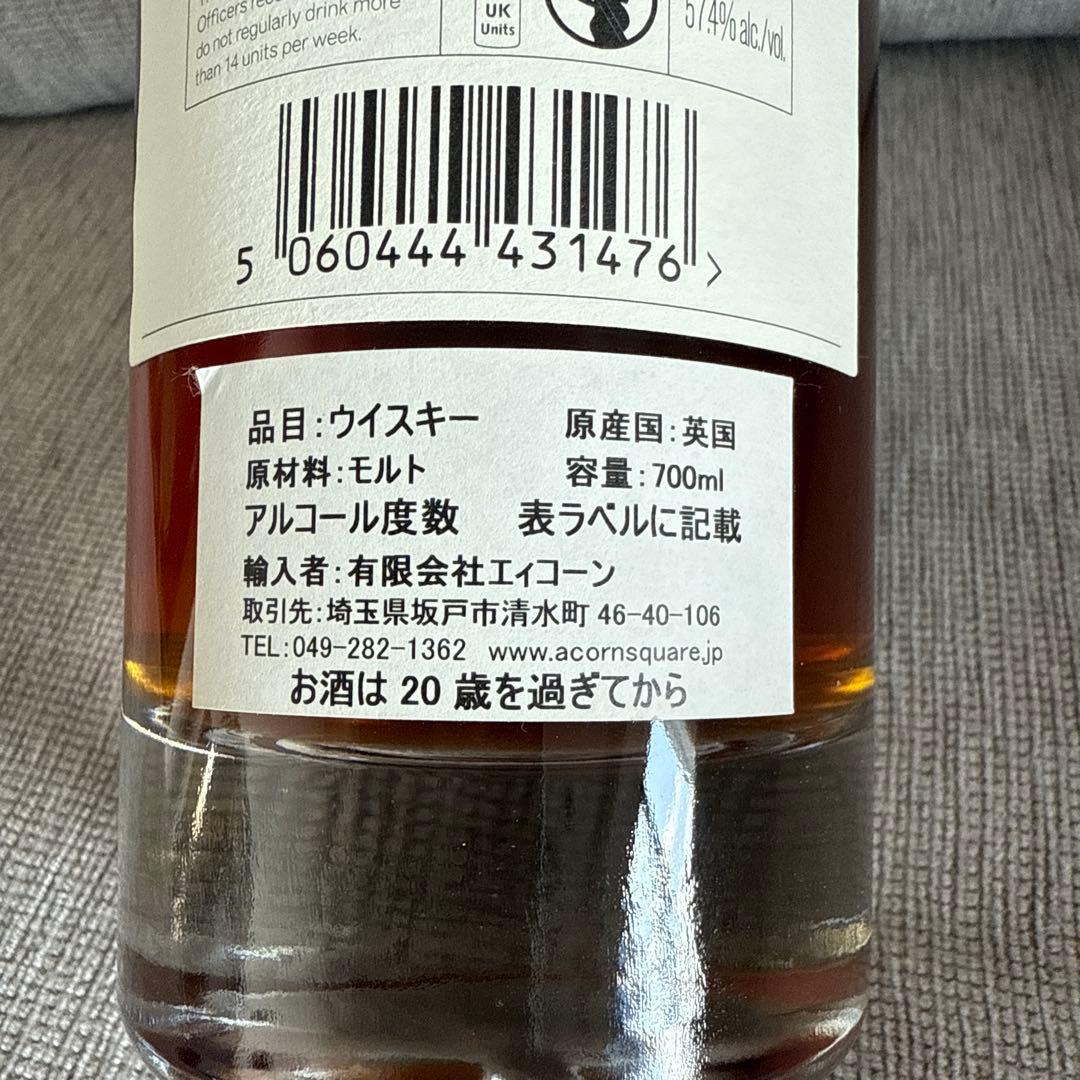 Officers
do not regularly drink more
than 14 units per week.
UK
Units
57.4% alc./vol.
5 060444 431476 >
品目:ウイスキー 原産国:英国
原材料:モルト 容量:700ml
アルコール度数 表ラベルに記載
輸入者:有限会社エィコーン
取引先:埼玉県坂戸市清水町 46-40-106
TEL:049-282-1362 www.acornsquare.jp
お酒は 20 歳を過ぎてから